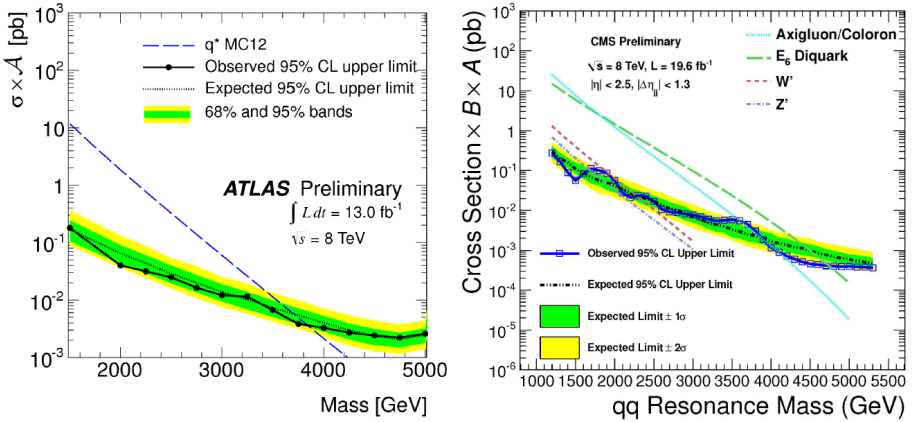 σ×𝒜 [pb]
10³
10²
10
1
10⁻¹
10⁻²
10⁻³
q* MC12
Observed 95% CL upper limit
Expected 95% CL upper limit
68% and 95% bands
ATLAS Preliminary
∫ L dt = 13.0 fb⁻¹
√s = 8 TeV
2000 3000 4000 5000
Mass [GeV]
Cross Section × B × A (pb)
10³
10²
10
1
10⁻¹
10⁻²
10⁻³
10⁻⁴
10⁻⁵
10⁻⁶
CMS Preliminary
√s = 8 TeV, L = 19.6 fb⁻¹
|η| < 2.5, |Δη_jj| < 1.3
Axigluon/Coloron
E₆ Diquark
W'
Z'
Observed 95% CL Upper Limit
Expected 95% CL Upper Limit
Expected Limit ± 1σ
Expected Limit ± 2σ
1000 1500 2000 2500 3000 3500 4000 4500 5000 5500
qq Resonance Mass (GeV)